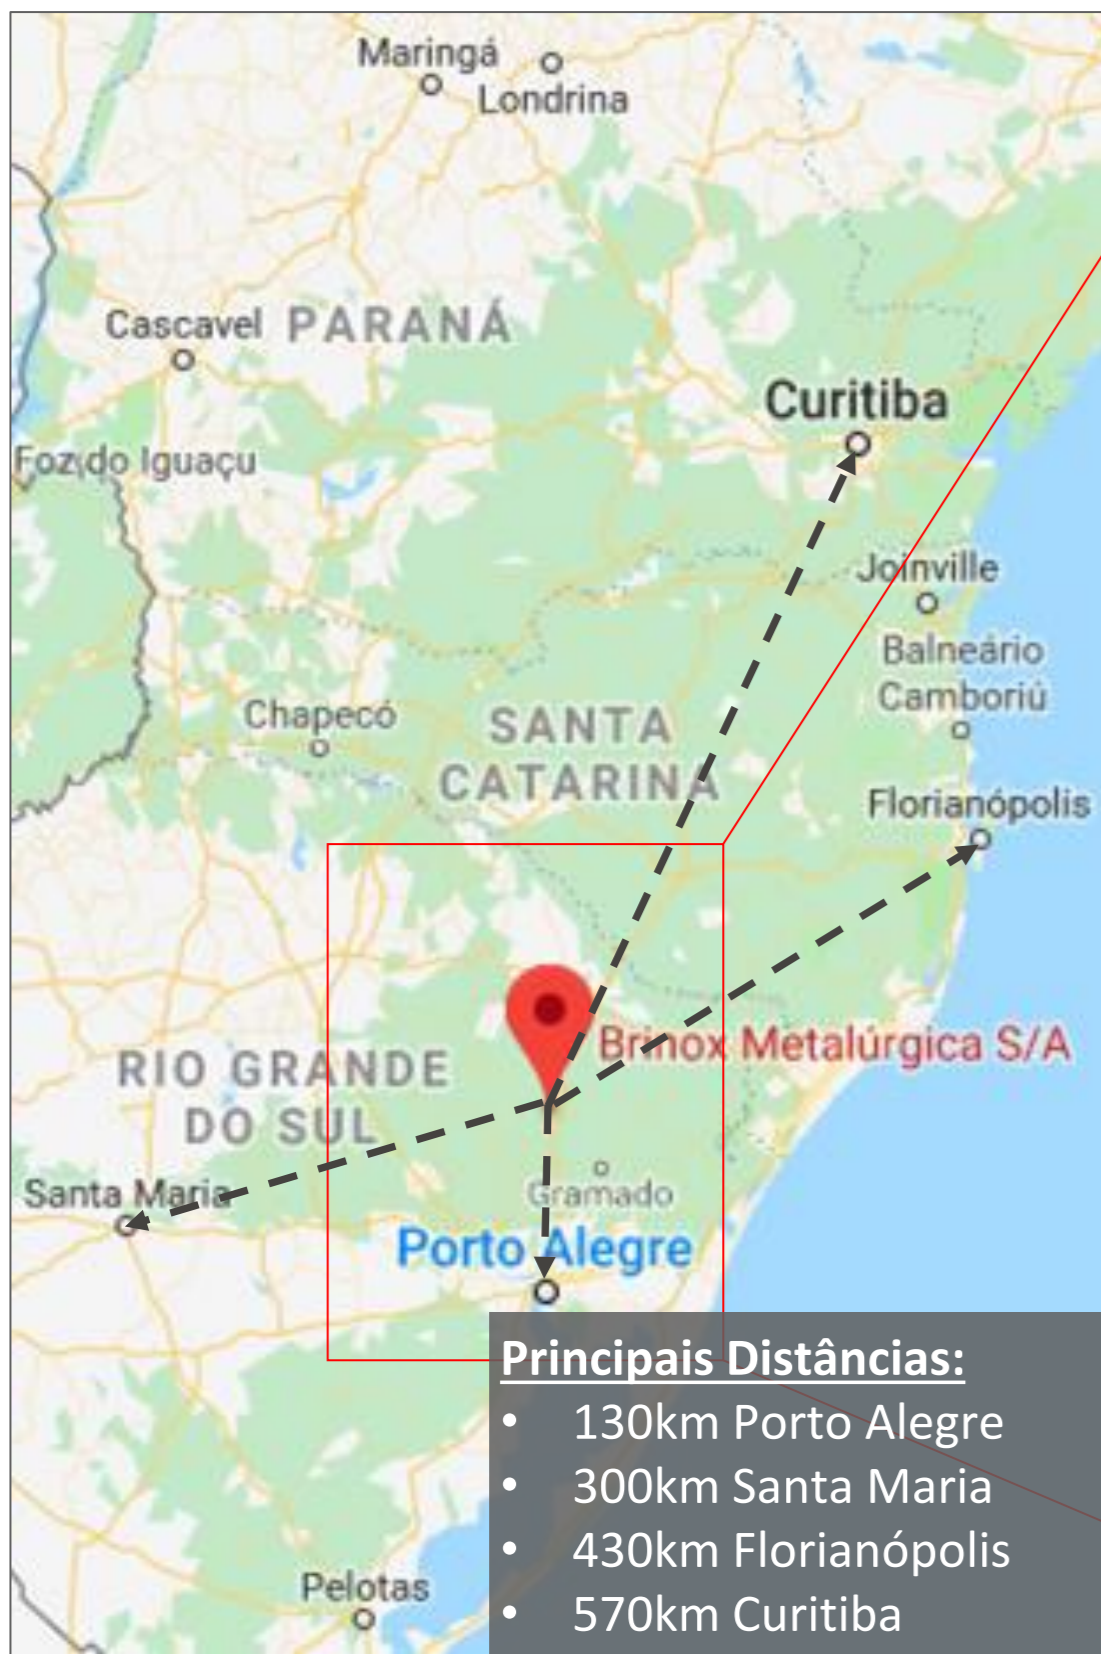 Maringá
Londrina
Cascavel
PARANÁ
Curitiba
Foz do Iguaçu
Joinville
Balneário
Camboriú
Chapecó
SANTA
CATARINA
Florianópolis
Brinox Metalúrgica S/A
RIO GRANDE
DO SUL
Santa Maria
Gramado
Porto Alegre
Principais Distâncias:
• 130km Porto Alegre
• 300km Santa Maria
• 430km Florianópolis
• 570km Curitiba
Pelotas